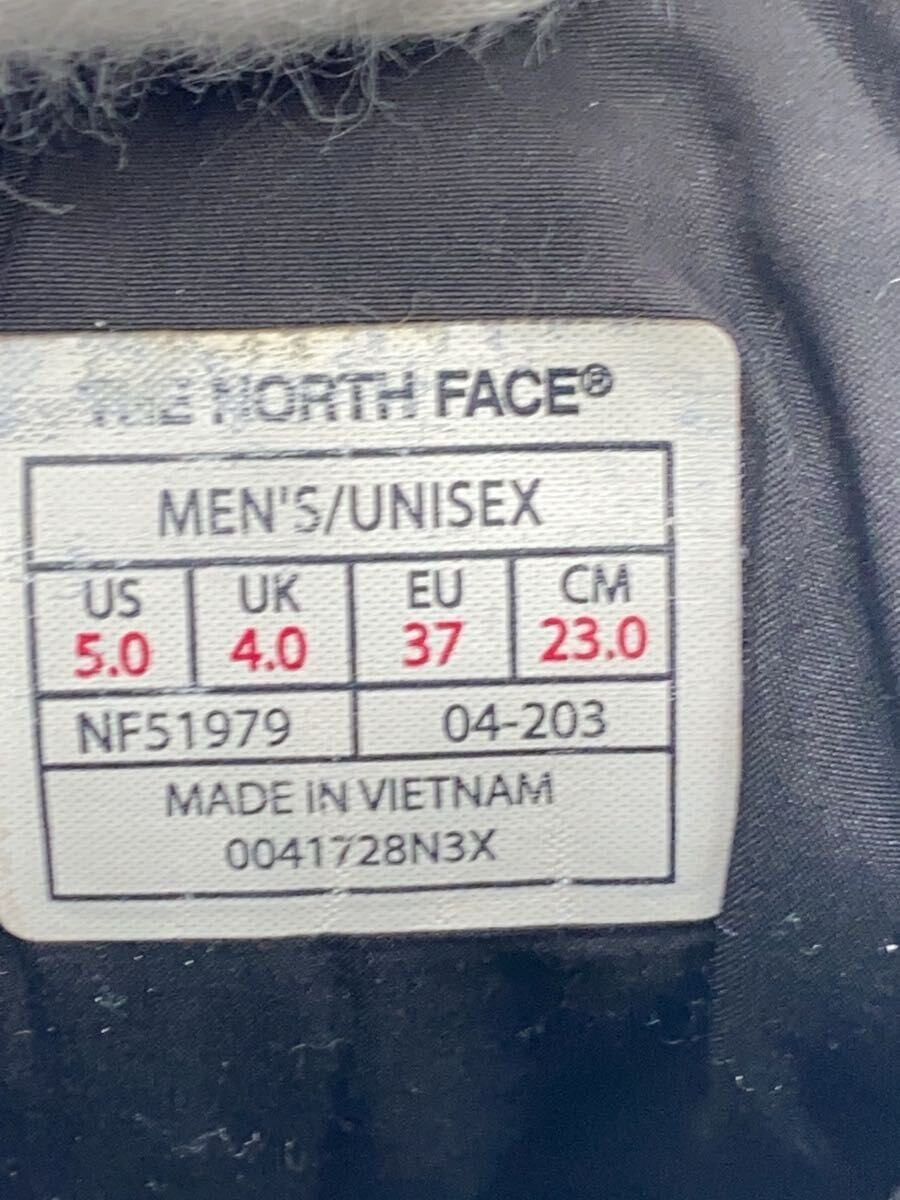 THE NORTH FACE®
MEN'S/UNISEX
US UK EU CM
5.0 4.0 37 23.0
NF51979 04-203
MADE IN VIETNAM
0041728N3X